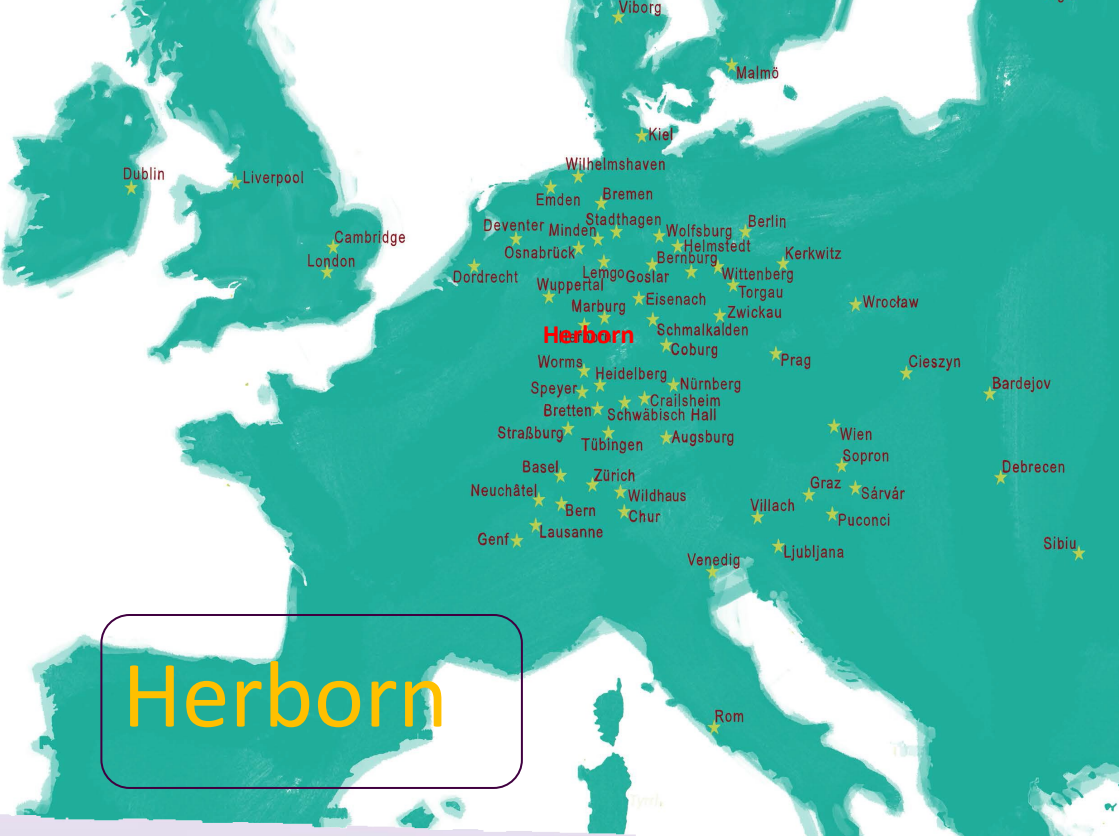 Viborg
Malmö
Kiel
Wilhelmshaven
Dublin
Liverpool
Emden
Bremen
Stadthagen
Berlin
Deventer
Minden
Wolfsburg
Cambridge
Helmstedt
Osnabrück
Kerkwitz
London
Bernburg
Dordrecht
Lemgo
Goslar
Wittenberg
Wuppertal
Torgau
Eisenach
Wrocław
Marburg
Zwickau
Schmalkalden
Herborn
Coburg
Prag
Worms
Cieszyn
Heidelberg
Nürnberg
Bardejov
Speyer
Crailsheim
Bretten
Schwäbisch Hall
Straßburg
Wien
Tübingen
Augsburg
Sopron
Basel
Zürich
Debrecen
Graz
Neuchâtel
Wildhaus
Sárvár
Villach
Bern
Chur
Puconci
Lausanne
Genf
Sibiu
Ljubljana
Venedig
Herborn
Rom